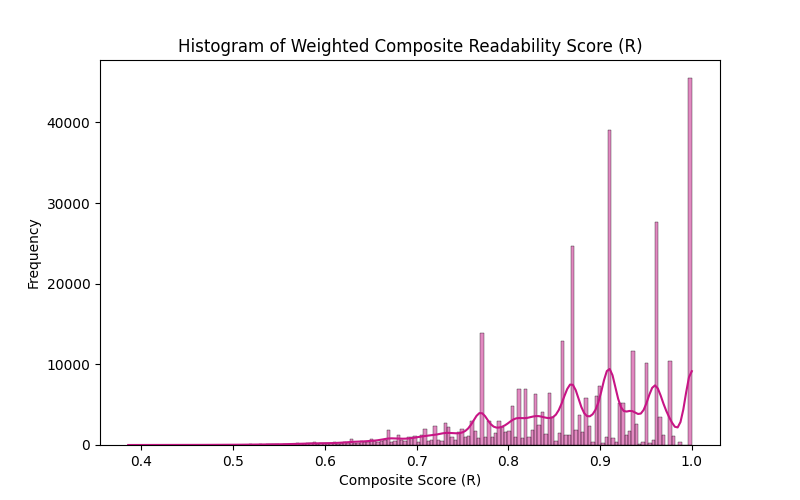 Histogram of Weighted Composite Readability Score (R)
40000
30000
20000
10000
0
Frequency
0.4 0.5 0.6 0.7 0.8 0.9 1.0
Composite Score (R)